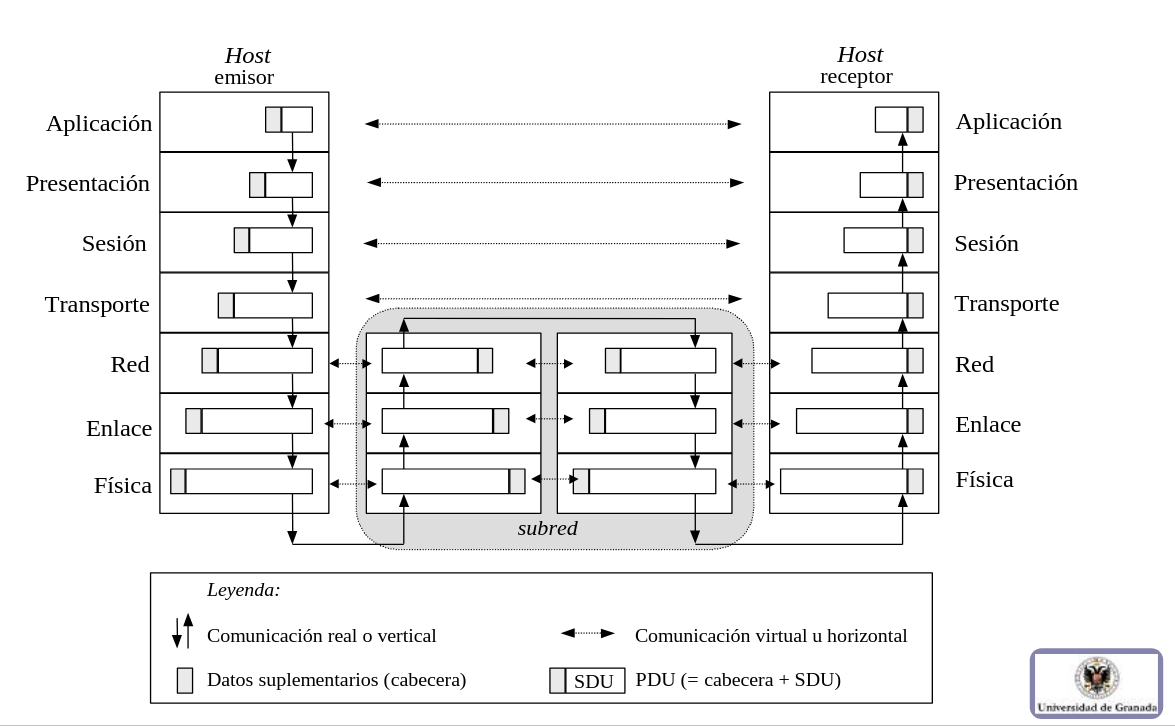 Host
emisor
Host
receptor
Aplicación
Aplicación
Presentación
Presentación
Sesión
Sesión
Transporte
Transporte
Red
Red
Enlace
Enlace
Física
Física
subred
Leyenda:
Comunicación real o vertical
Comunicación virtual u horizontal
Datos suplementarios (cabecera)
SDU
PDU (= cabecera + SDU)
Universidad de Granada